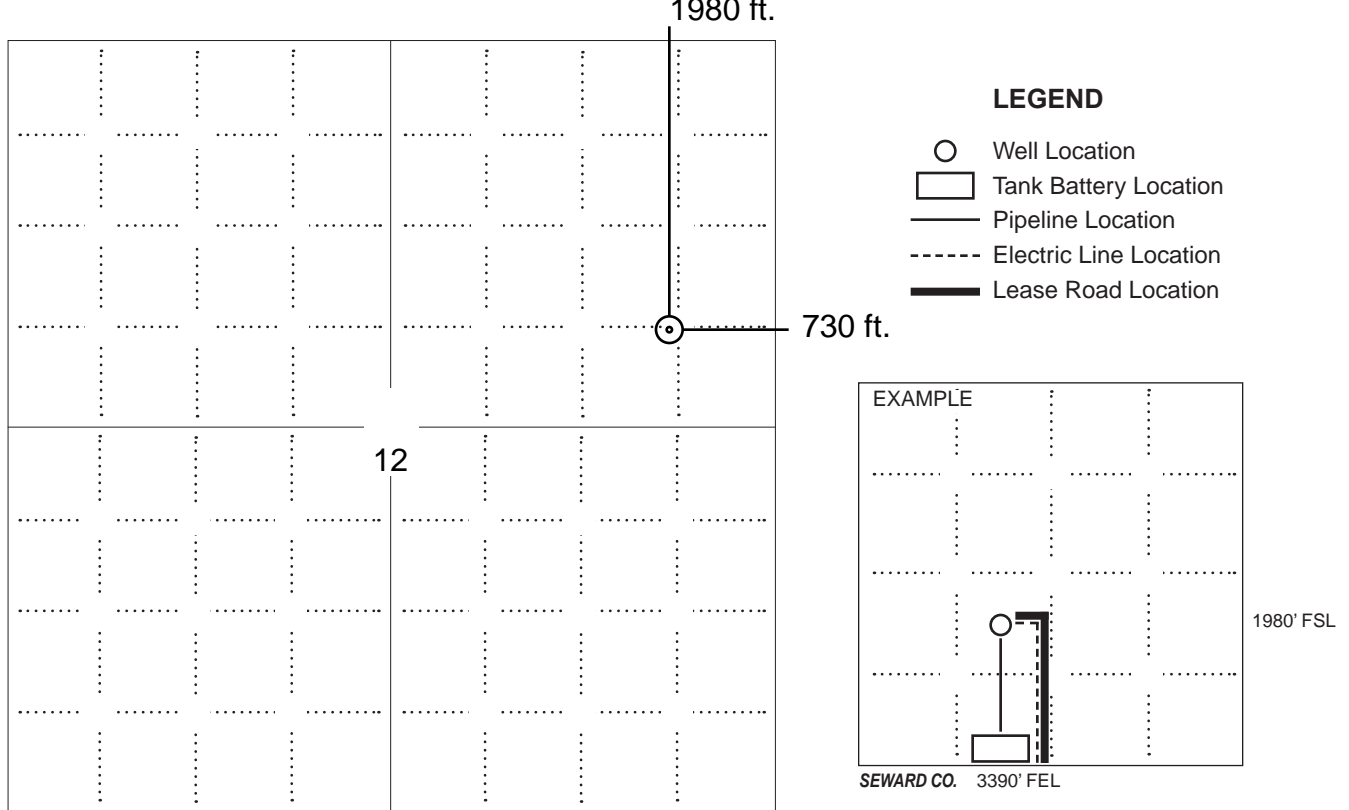 1980 ft.
LEGEND
Well Location
Tank Battery Location
Pipeline Location
Electric Line Location
Lease Road Location
730 ft.
EXAMPLE
12
1980' FSL
SEWARD CO. 3390' FEL